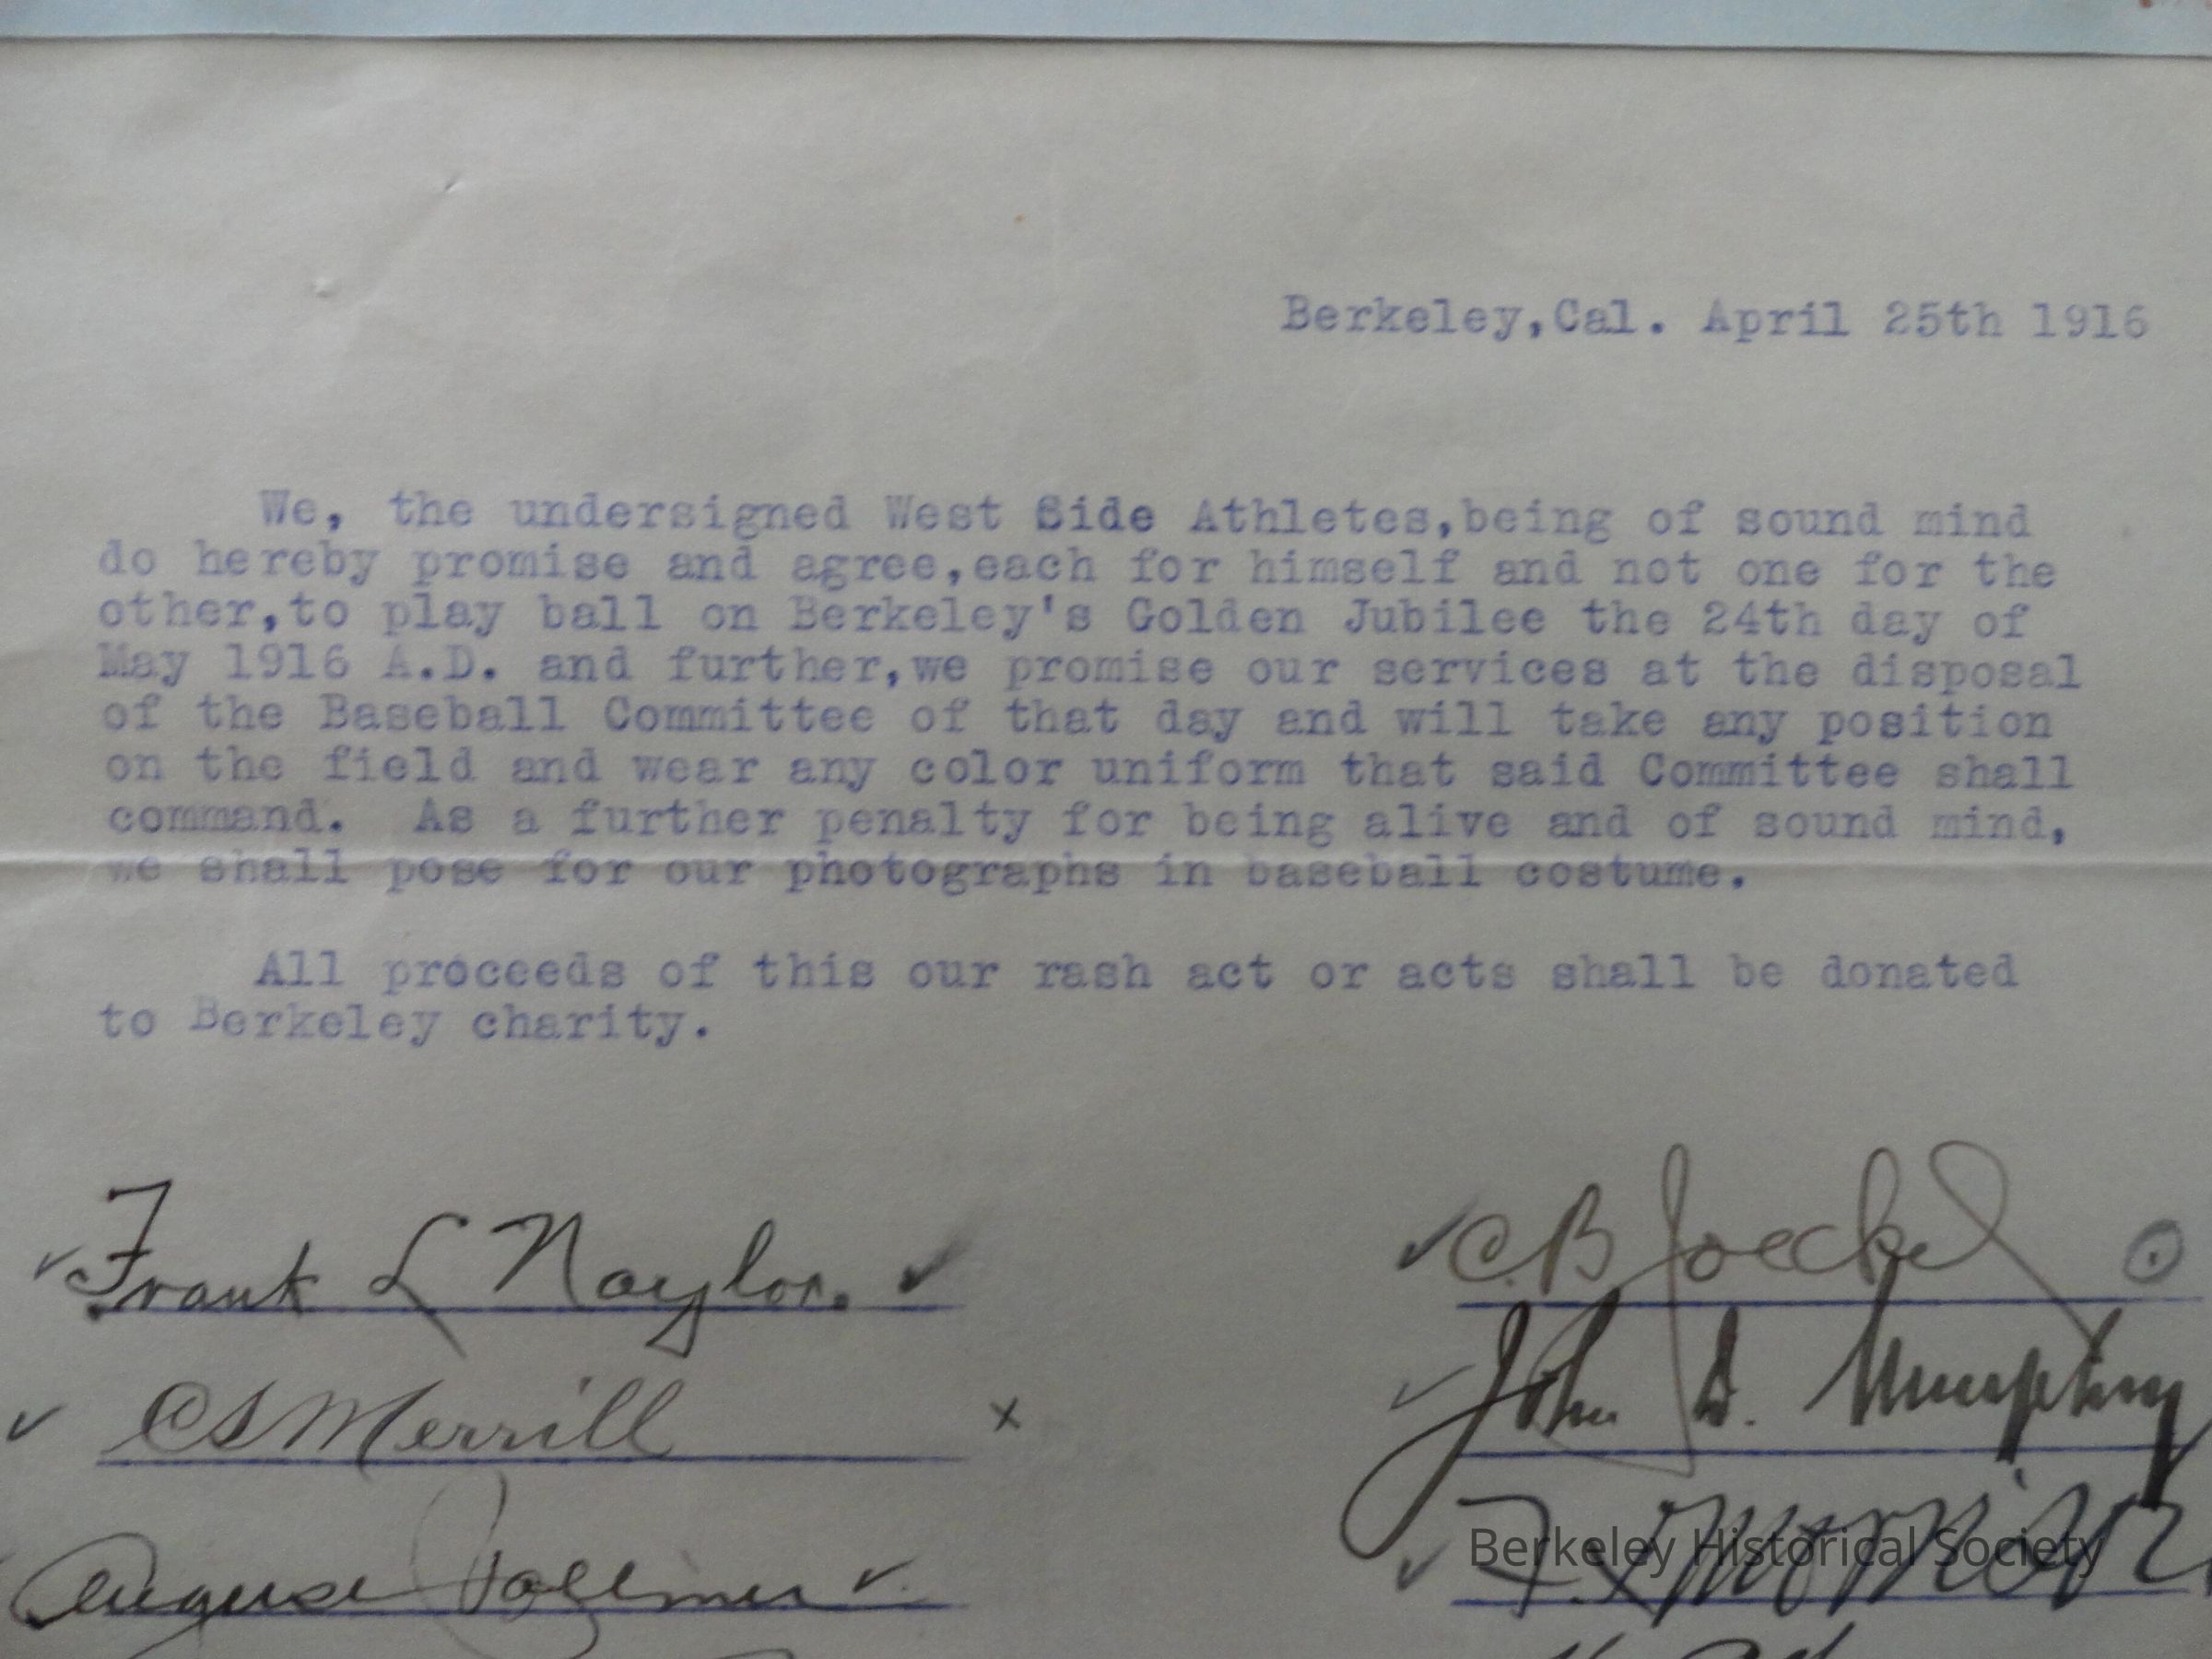 Berkeley,Cal. April 25th 1916
We, the undersigned West Side Athletes,being of sound mind
do hereby promise and agree,each for himself and not one for the
other,to play ball on Berkeley's Golden Jubilee the 24th day of
May 1916 A.D. and further,we promise our services at the disposal
of the Baseball Committee of that day and will take any position
on the field and wear any color uniform that said Committee shall
command. As a further penalty for being alive and of sound mind,
we shall pose for our photographs in baseball costume.
All proceeds of this our rash act or acts shall be donated
to Berkeley charity.
Frank L Naylor.
C.B. Joeckel
CS Merrill
John D.
August Vollmer
Berkeley Historical Society